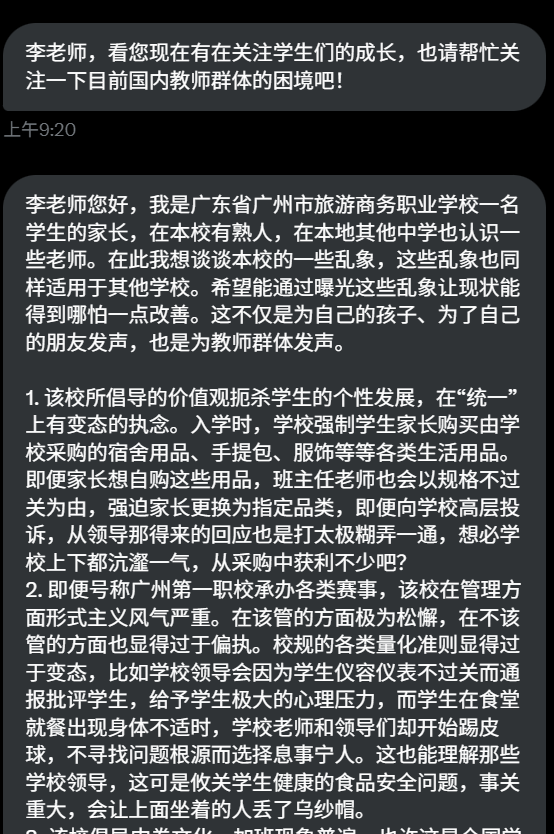 李老师，看您现在有在关注学生们的成长，也请帮忙关
注一下目前国内教师群体的困境吧！
上午9:20
李老师您好，我是广东省广州市旅游商务职业学校一名
学生的家长，在本校有熟人，在本地其他中学也认识一
些老师。在此我想谈谈本校的一些乱象，这些乱象也同
样适用于其他学校。希望能通过曝光这些乱象让现状能
得到哪怕一点改善。这不仅是为自己的孩子、为了自己
的朋友发声，也是为教师群体发声。
1. 该校所倡导的价值观扼杀学生的个性发展，在“统一”
上有变态的执念。入学时，学校强制学生家长购买由学
校采购的宿舍用品、手提包、服饰等等各类生活用品。
即便家长想自购这些用品，班主任老师也会以规格不过
关为由，强迫家长更换为指定品类，即便向学校高层投
诉，从领导那得来的回应也是打太极糊弄一通，想必学
校上下都沆瀣一气，从采购中获利不少吧？
2. 即便号称广州第一职校承办各类赛事，该校在管理方
面形式主义风气严重。在该管的方面极为松懈，在不该
管的方面也显得过于偏执。校规的各类量化准则显得过
于变态，比如学校领导会因为学生仪容仪表不过关而通
报批评学生，给予学生极大的心理压力，而学生在食堂
就餐出现身体不适时，学校老师和领导们却开始踢皮
球，不寻找问题根源而选择息事宁人。这也能理解那些
学校领导，这可是攸关学生健康的食品安全问题，事关
重大，会让上面坐着的人丢了乌纱帽。